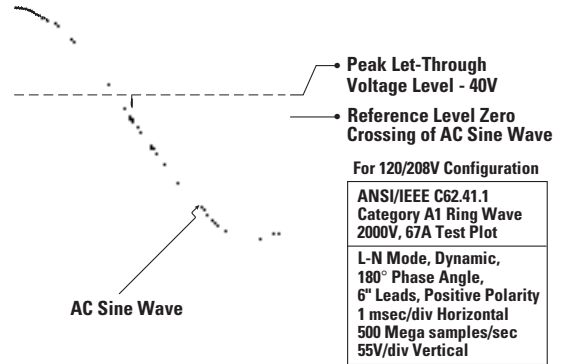 Peak Let-Through
Voltage Level - 40V
Reference Level Zero
Crossing of AC Sine Wave
For 120/208V Configuration
ANSI/IEEE C62.41.1
Category A1 Ring Wave
2000V, 67A Test Plot
L-N Mode, Dynamic,
180° Phase Angle,
6" Leads, Positive Polarity
1 msec/div Horizontal
500 Mega samples/sec
55V/div Vertical
AC Sine Wave